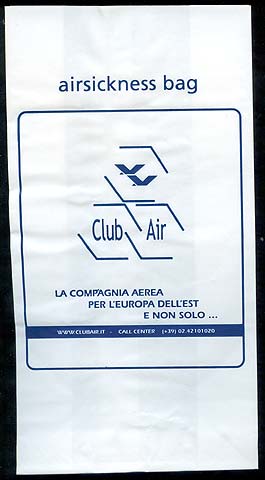 airsickness bag
Club Air
LA COMPAGNIA AEREA
PER L'EUROPA DELL'EST
E NON SOLO ...
WWW.CLUBAIR.IT - CALL CENTER (+39) 02.42101020